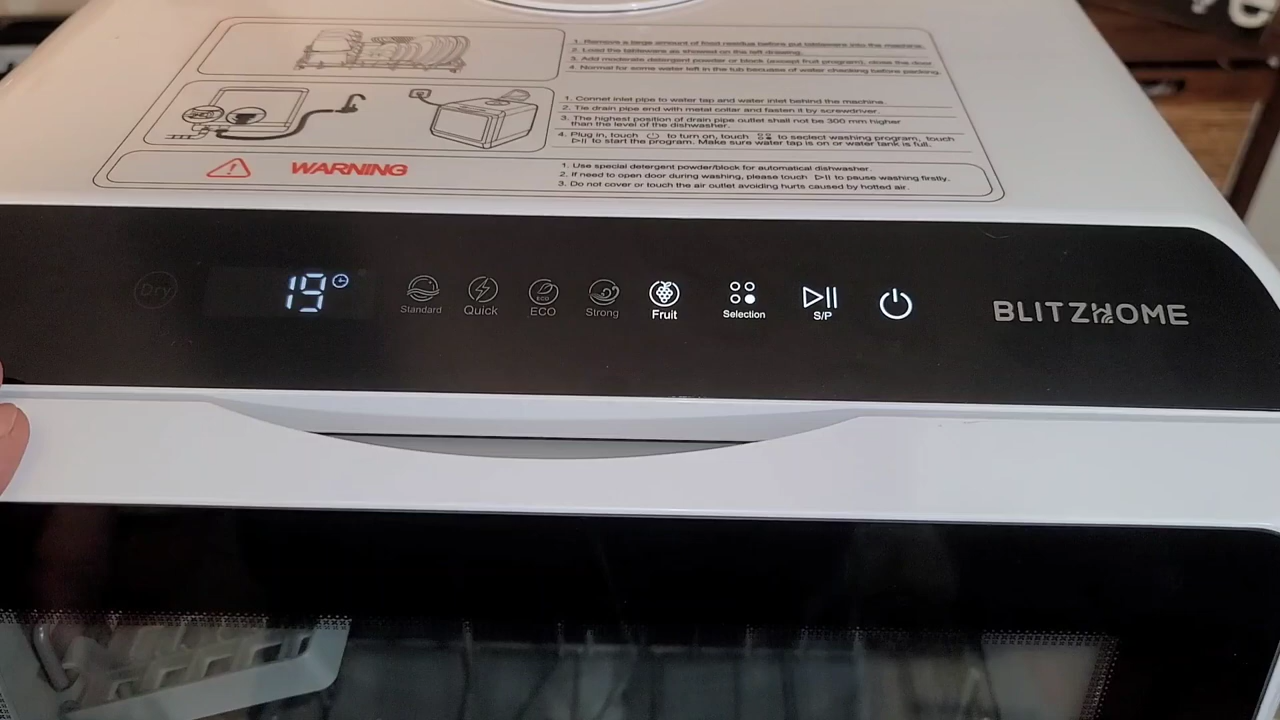 1. Remove a large amount of food residue before put tableware into the machine.
2. Load the tableware as showed on the left drawing.
3. Add moderate detergent powder or block (except fruit program), close the door
4. Normal for some water left in the tub becuases of water checking before packing.
1. Connet inlet pipe to water tap and water inlet behind the machine.
2. Tie drain pipe end with metal collar and fasten it by screwdriver.
3. The highest position of drain pipe outlet shall not be 300 mm higher
than the level of the dishwasher.
4. Plug in, touch to turn on, touch to seclect washing program, touch
to start the program. Make sure water tap is on or water tank is full.
WARNING
1. Use special detergent powder/block for automatical dishwasher.
2. If need to open door during washing, please touch to pause washing firstly.
3. Do not cover or touch the air outlet avoiding hurts caused by hotted air.
Dry
19
Standard
Quick
ECO
ECO
Strong
Fruit
Selection
S/P
BLITZHOME